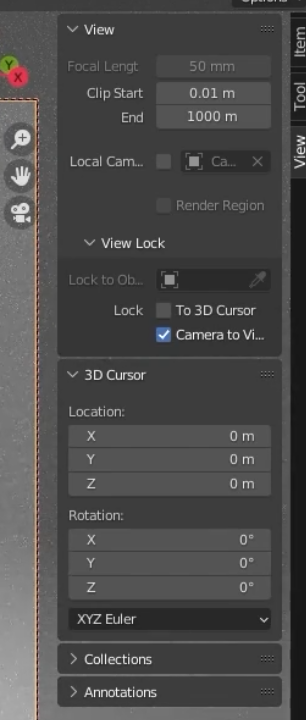 Options
Y
X
View
Focal Lengt 50 mm
Clip Start 0.01 m
End 1000 m
Local Cam... Ca...
Render Region
View Lock
Lock to Ob...
Lock To 3D Cursor
Camera to Vi...
3D Cursor
Location:
X 0 m
Y 0 m
Z 0 m
Rotation:
X 0°
Y 0°
Z 0°
XYZ Euler
Collections
Annotations
Item
Tool
View